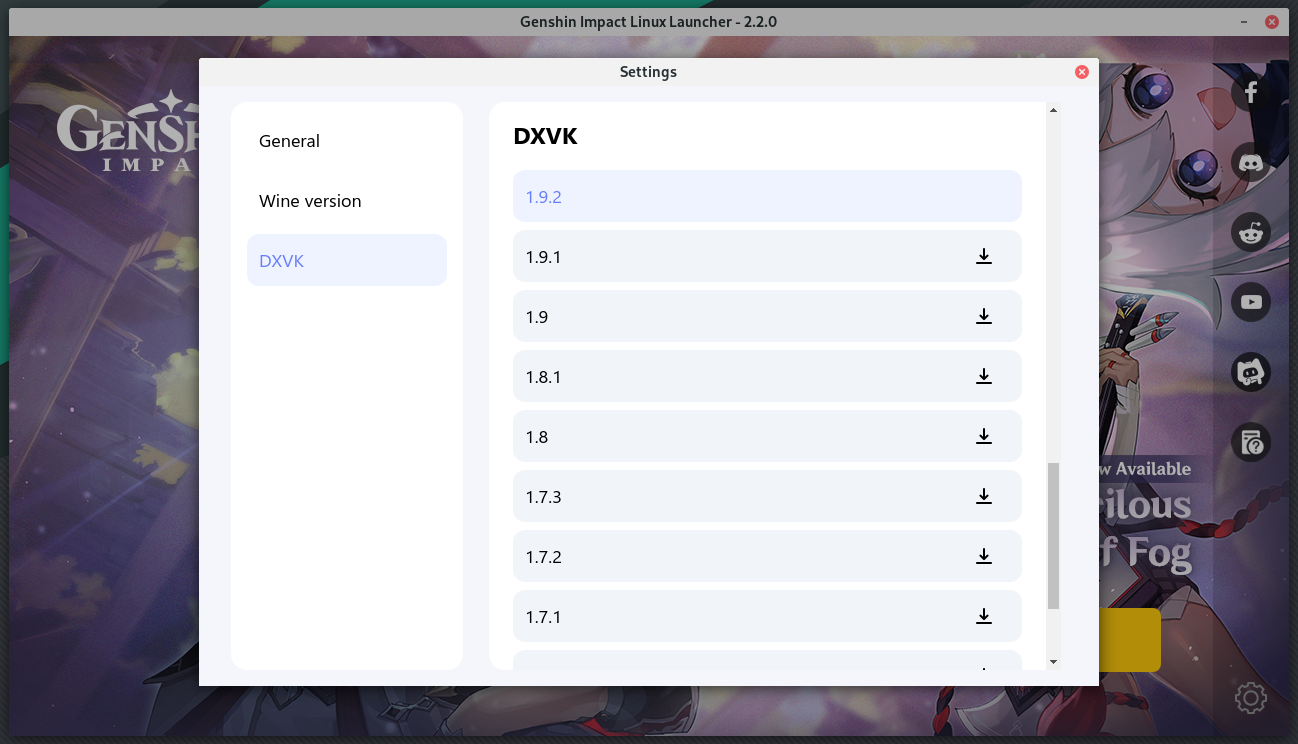 Genshin Impact Linux Launcher - 2.2.0
Settings
GENSH
IMPA
General
Wine version
DXVK
DXVK
1.9.2
1.9.1
1.9
1.8.1
1.8
1.7.3
1.7.2
1.7.1
w Available
ilous
f Fog